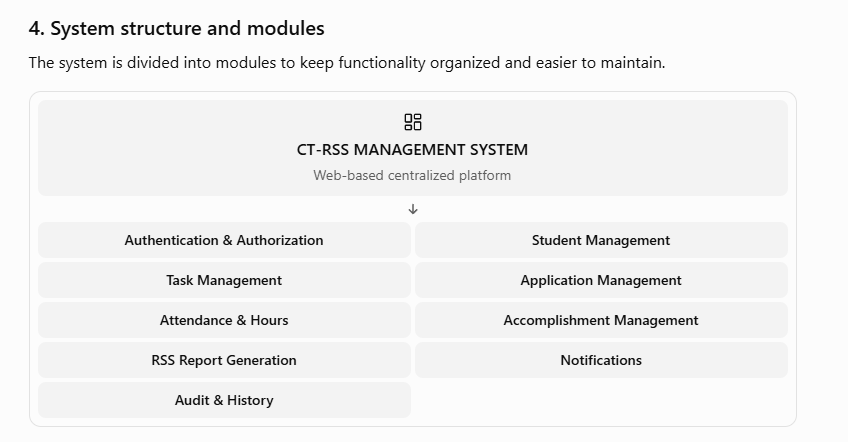 4. System structure and modules
The system is divided into modules to keep functionality organized and easier to maintain.
CT-RSS MANAGEMENT SYSTEM
Web-based centralized platform
Authentication & Authorization
Student Management
Task Management
Application Management
Attendance & Hours
Accomplishment Management
RSS Report Generation
Notifications
Audit & History